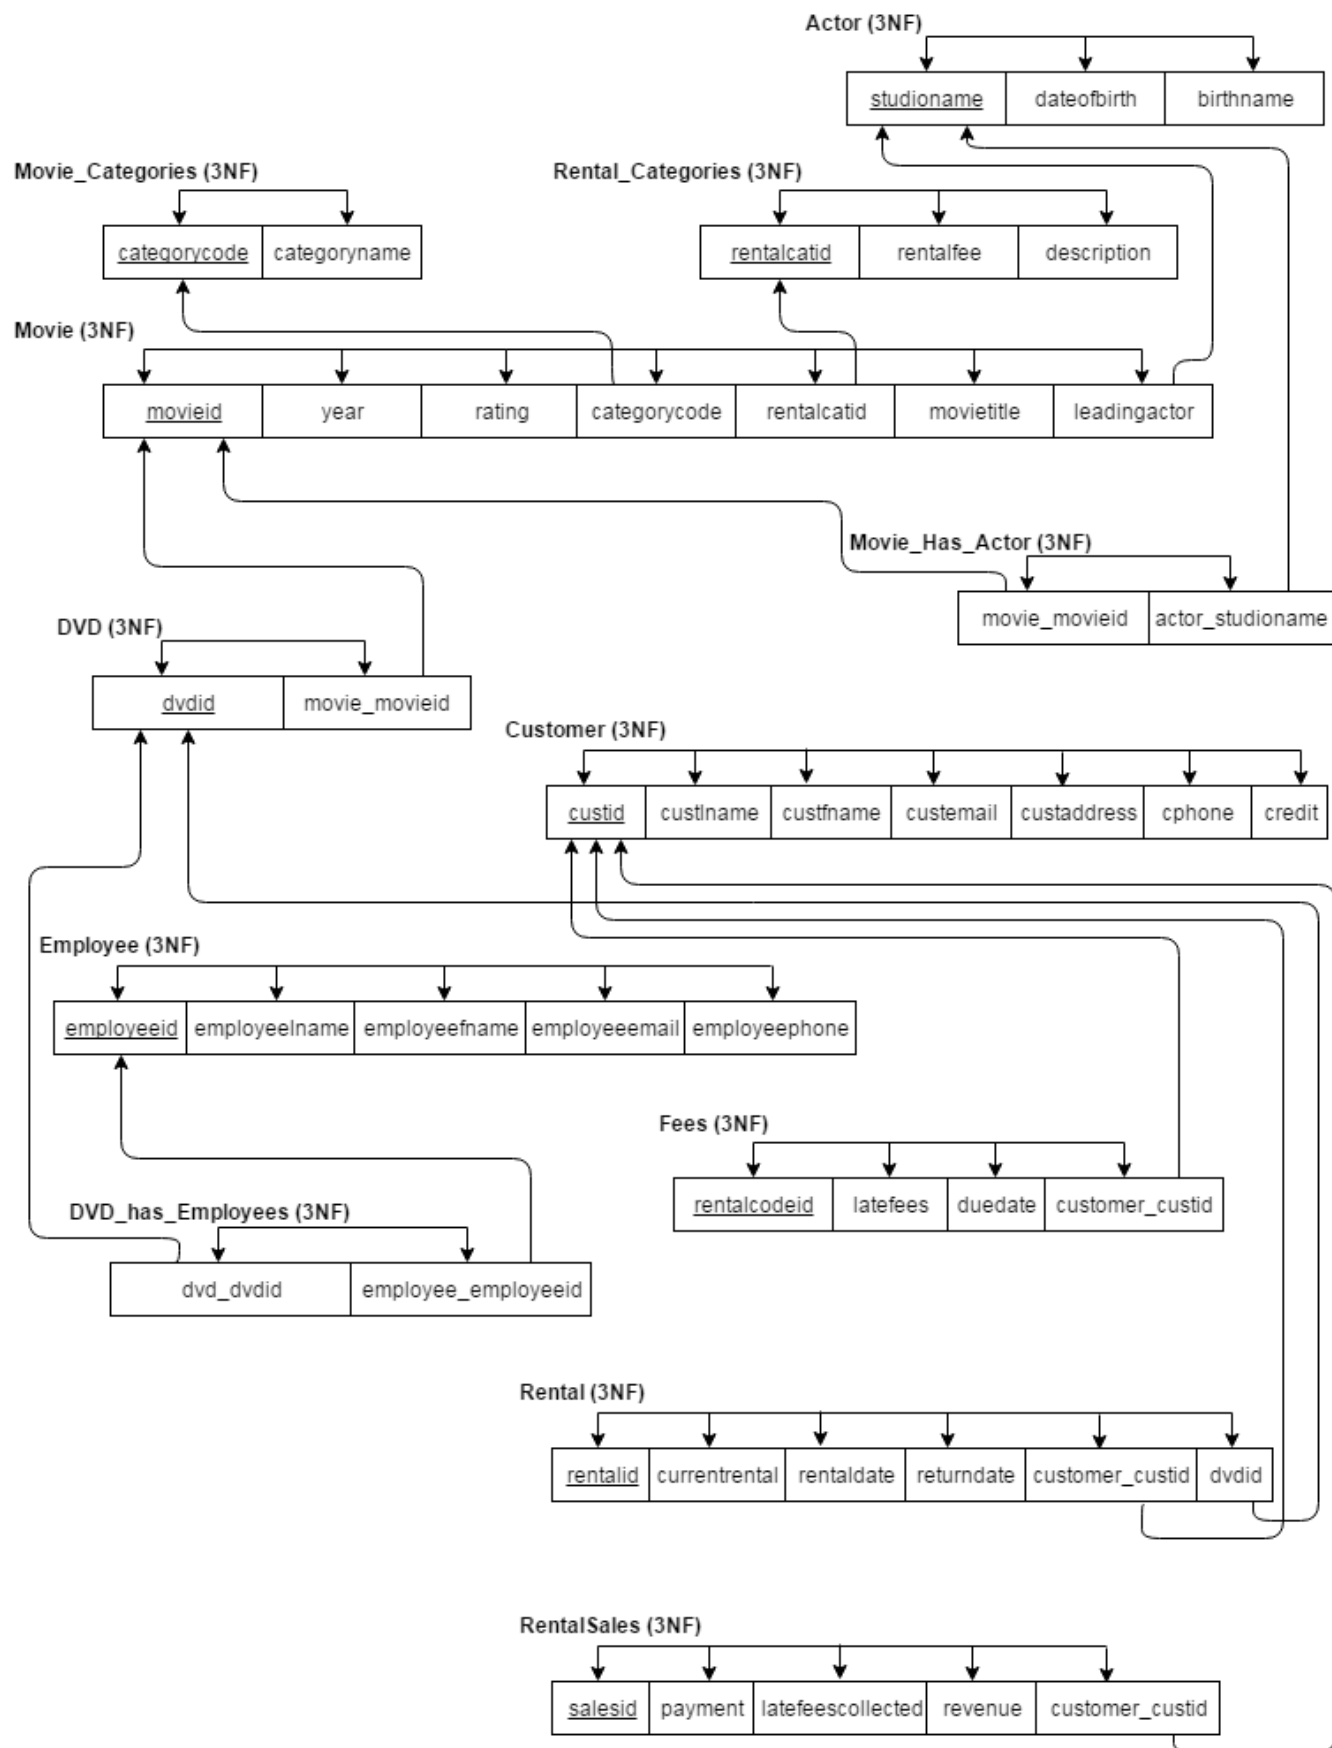 Actor (3NF)
studioname dateofbirth birthname
Movie_Categories (3NF)
categorycode categoryname
Rental_Categories (3NF)
rentalcatid rentalfee description
Movie (3NF)
movieid year rating categorycode rentalcatid movietitle leadingactor
Movie_Has_Actor (3NF)
movie_movieid actor_studioname
DVD (3NF)
dvdid movie_movieid
Customer (3NF)
custid custlname custfname custemail custaddress cphone credit
Employee (3NF)
employeeid employeelname employeefname employeeemail employeephone
Fees (3NF)
rentalcodeid latefees duedate customer_custid
DVD_has_Employees (3NF)
dvd_dvdid employee_employeeid
Rental (3NF)
rentalid currentrental rentaldate returndate customer_custid dvdid
RentalSales (3NF)
salesid payment latefeescollected revenue customer_custid